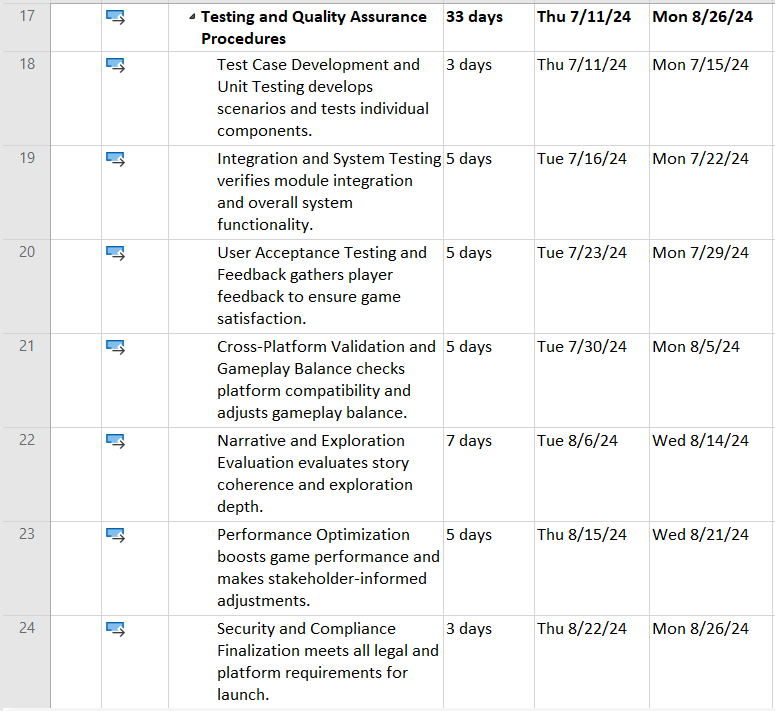 17 Testing and Quality Assurance 33 days Thu 7/11/24 Mon 8/26/24
Procedures
18 Test Case Development and 3 days Thu 7/11/24 Mon 7/15/24
Unit Testing develops
scenarios and tests individual
components.
19 Integration and System Testing 5 days Tue 7/16/24 Mon 7/22/24
verifies module integration
and overall system
functionality.
20 User Acceptance Testing and 5 days Tue 7/23/24 Mon 7/29/24
Feedback gathers player
feedback to ensure game
satisfaction.
21 Cross-Platform Validation and 5 days Tue 7/30/24 Mon 8/5/24
Gameplay Balance checks
platform compatibility and
adjusts gameplay balance.
22 Narrative and Exploration 7 days Tue 8/6/24 Wed 8/14/24
Evaluation evaluates story
coherence and exploration
depth.
23 Performance Optimization 5 days Thu 8/15/24 Wed 8/21/24
boosts game performance and
makes stakeholder-informed
adjustments.
24 Security and Compliance 3 days Thu 8/22/24 Mon 8/26/24
Finalization meets all legal and
platform requirements for
launch.